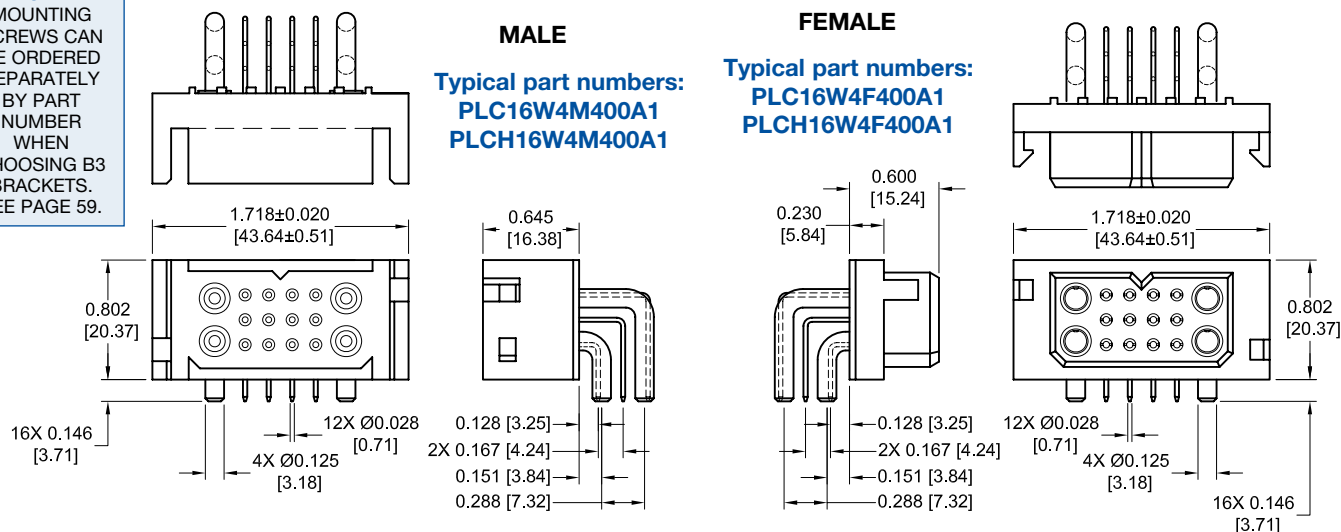 MOUNTING
CAN
ORDERED
BY PART
NUMBER
WHEN
B3
PAGE 59.
MALE
Typical part numbers:
PLC16W4M400A1
PLCH16W4M400A1
FEMALE
Typical part numbers:
PLC16W4F400A1
PLCH16W4F400A1
1.718±0.020
[43.64±0.51]
0.802
[20.37]
16X 0.146
[3.71]
12X Ø0.028
[0.71]
4X Ø0.125
[3.18]
0.645
[16.38]
0.128 [3.25]
2X 0.167 [4.24]
0.151 [3.84]
0.288 [7.32]
0.600
[15.24]
0.230
[5.84]
0.128 [3.25]
2X 0.167 [4.24]
0.151 [3.84]
0.288 [7.32]
1.718±0.020
[43.64±0.51]
0.802
[20.37]
12X Ø0.028
[0.71]
4X Ø0.125
[3.18]
16X 0.146
[3.71]